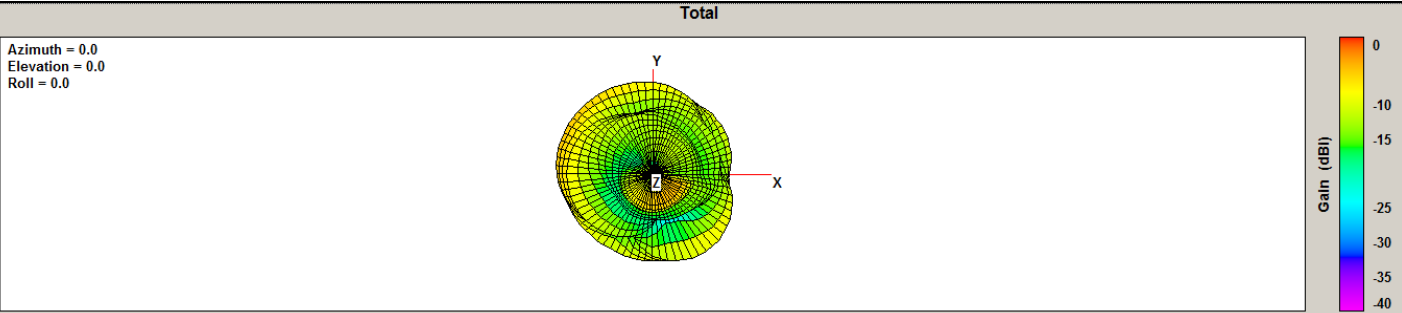 Total
Azimuth = 0.0
Elevation = 0.0
Roll = 0.0
Y
X
Z
Gain (dBi)
0
-10
-15
-25
-30
-35
-40